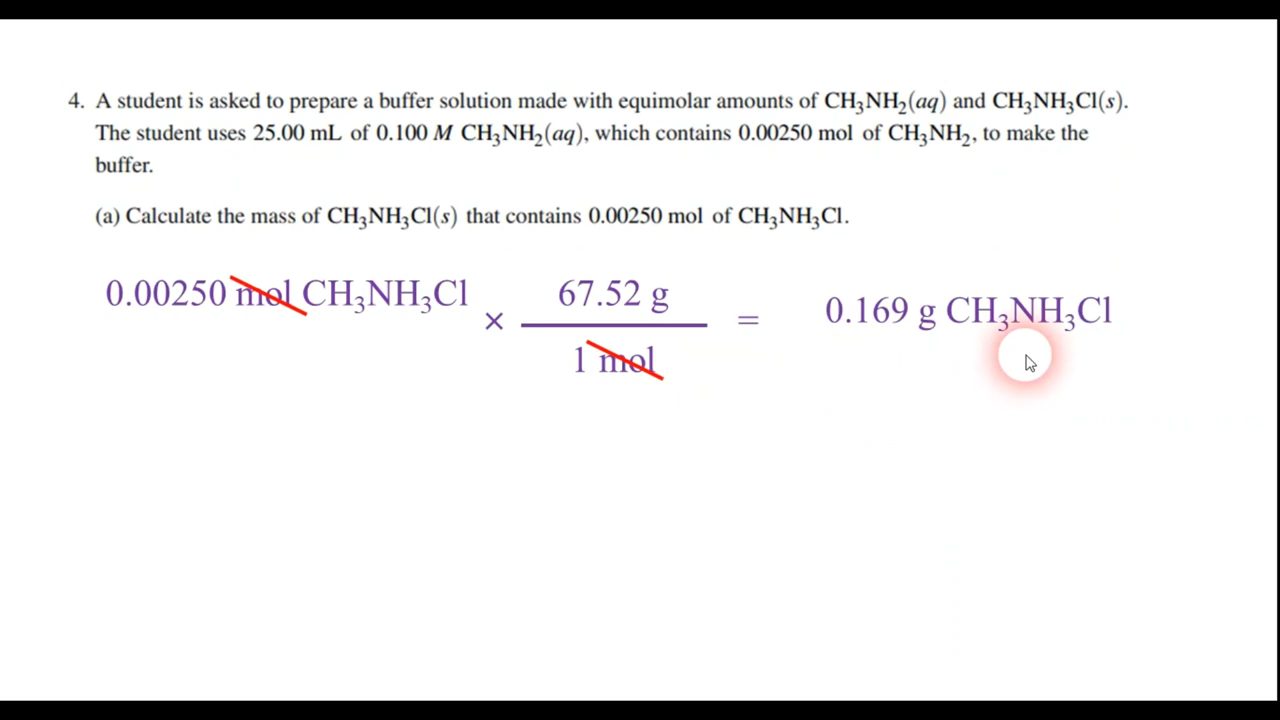 4. A student is asked to prepare a buffer solution made with equimolar amounts of CH₃NH₂(aq) and CH₃NH₃Cl(s).
The student uses 25.00 mL of 0.100 M CH₃NH₂(aq), which contains 0.00250 mol of CH₃NH₂, to make the
buffer.
(a) Calculate the mass of CH₃NH₃Cl(s) that contains 0.00250 mol of CH₃NH₃Cl.
0.00250 mol CH₃NH₃Cl × 67.52 g = 0.169 g CH₃NH₃Cl
1 mol